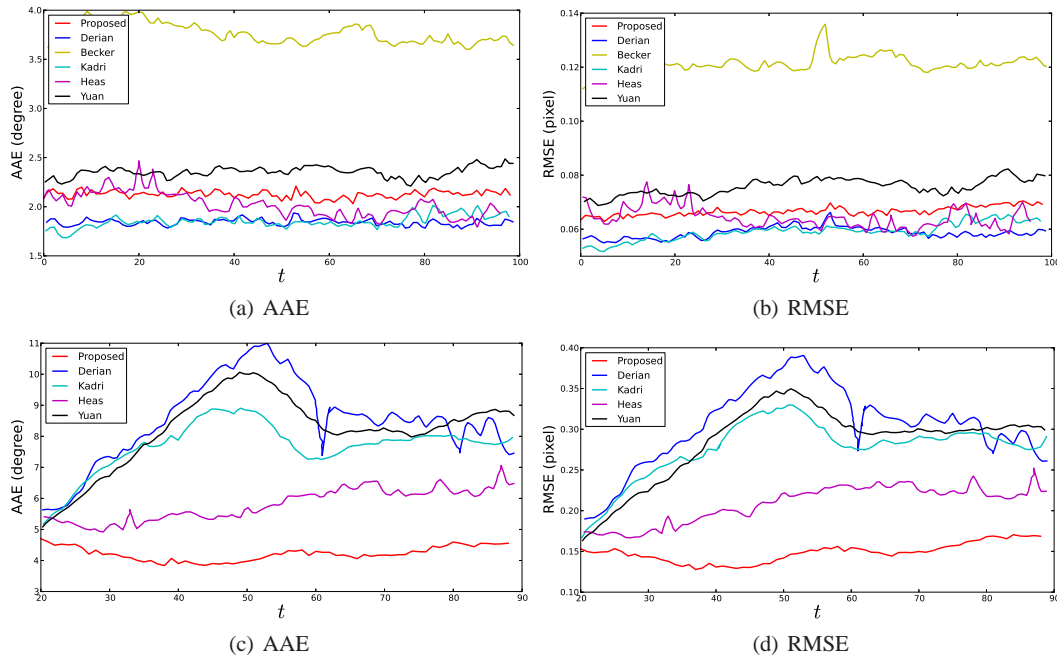 4.0
3.5
3.0
2.5
2.0
1.5
AAE (degree)
Proposed
Derian
Becker
Kadri
Heas
Yuan
0 20 40 60 80 100
t
(a) AAE
0.14
0.12
0.10
0.08
0.06
RMSE (pixel)
Proposed
Derian
Becker
Kadri
Heas
Yuan
0 20 40 60 80 100
t
(b) RMSE
11
10
9
8
7
6
5
4
3
AAE (degree)
Proposed
Derian
Kadri
Heas
Yuan
20 30 40 50 60 70 80 90
t
(c) AAE
0.40
0.35
0.30
0.25
0.20
0.15
0.10
RMSE (pixel)
Proposed
Derian
Kadri
Heas
Yuan
20 30 40 50 60 70 80 90
t
(d) RMSE